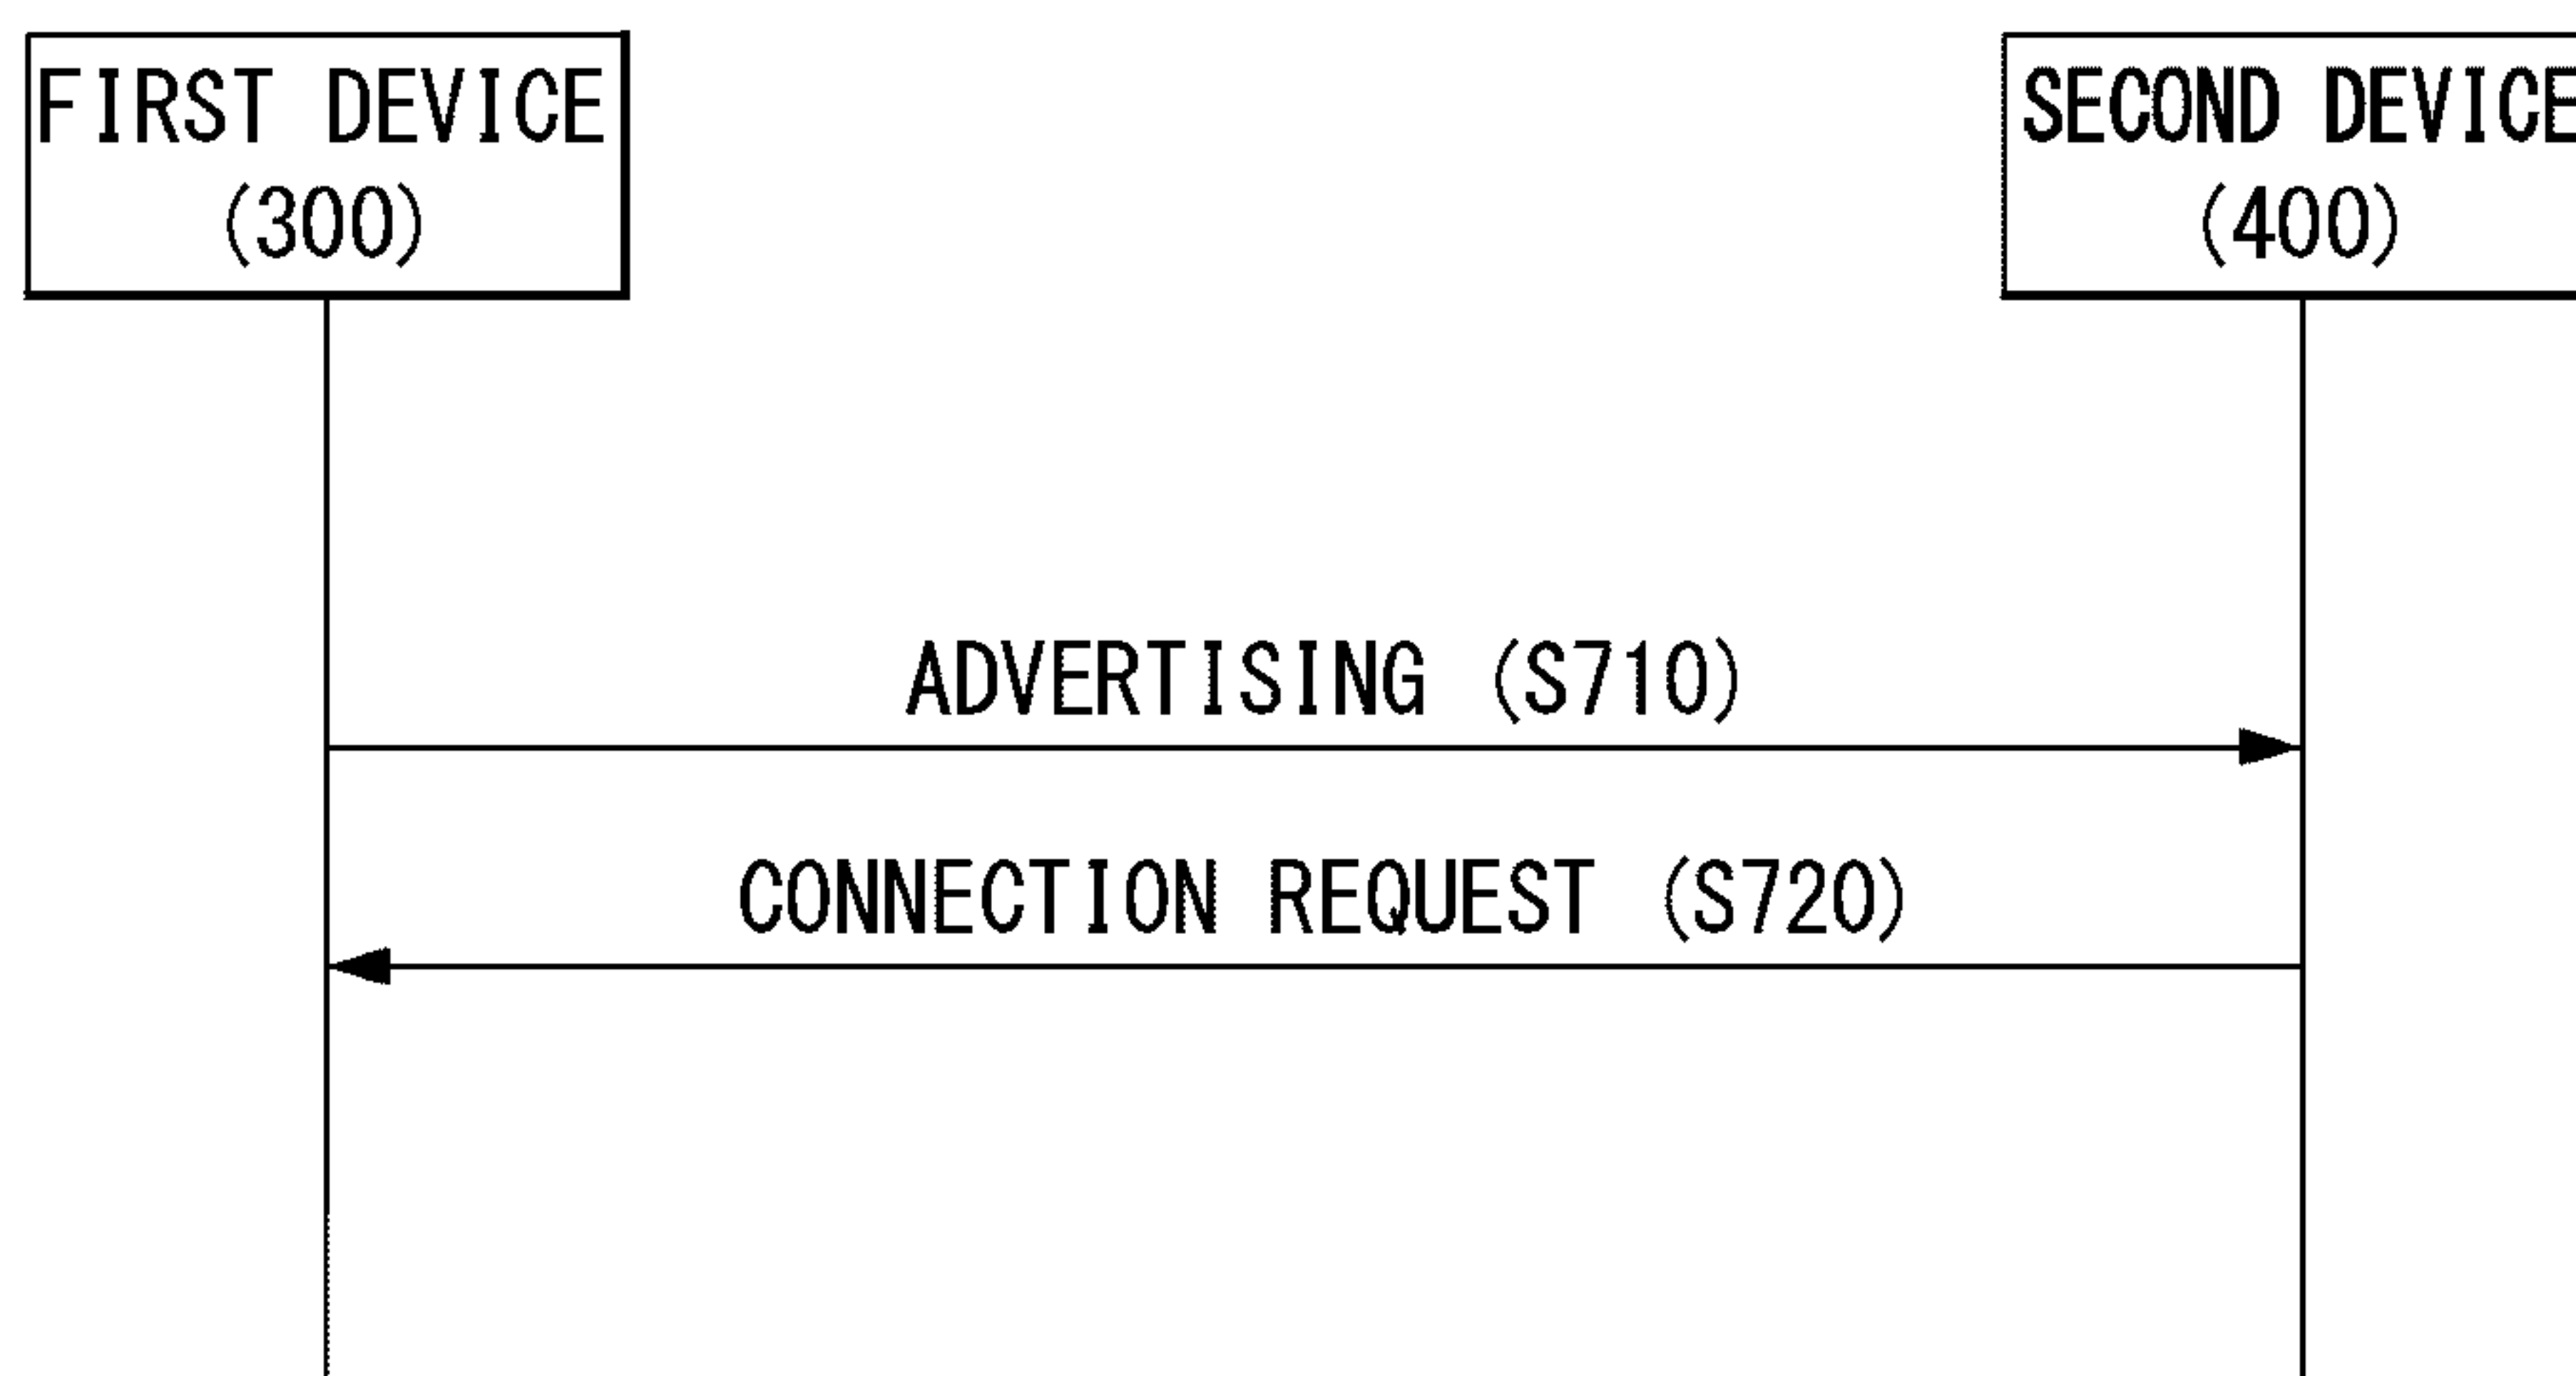 FIRST DEVICE
(300)
SECOND DEVICE
(400)
ADVERTISING (S710)
CONNECTION REQUEST (S720)